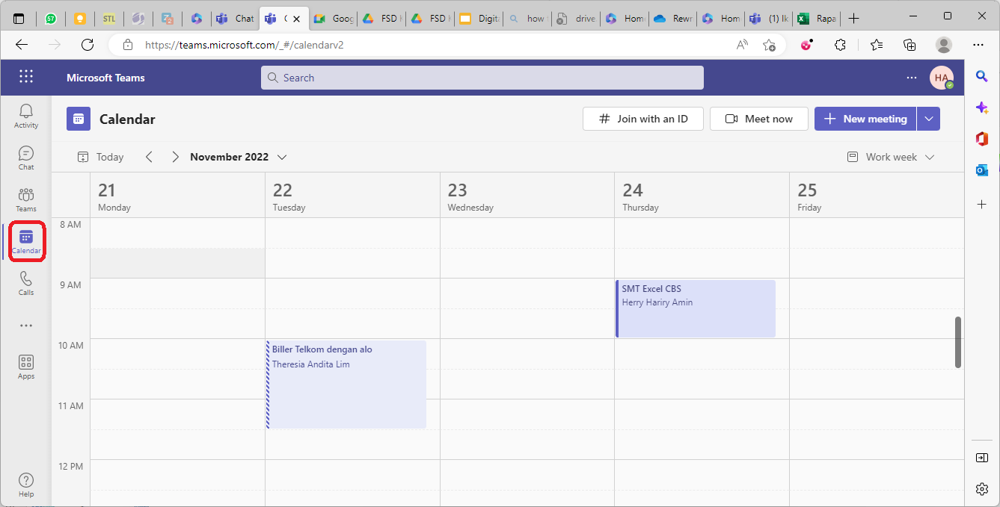 STL
Chat
Goog
FSD
FSD
Digita
how
drive
Home
Rewr
Home
(1) Ik
Rapa
https://teams.microsoft.com/_#/calendarv2
Microsoft Teams
Search
HA
Activity
Chat
Teams
Calendar
Calls
Apps
Help
Calendar
Join with an ID
Meet now
New meeting
Today
November 2022
Work week
21
Monday
22
Tuesday
23
Wednesday
24
Thursday
25
Friday
8 AM
9 AM
SMT Excel CBS
Herry Hariry Amin
10 AM
Biller Telkom dengan alo
Theresia Andita Lim
11 AM
12 PM